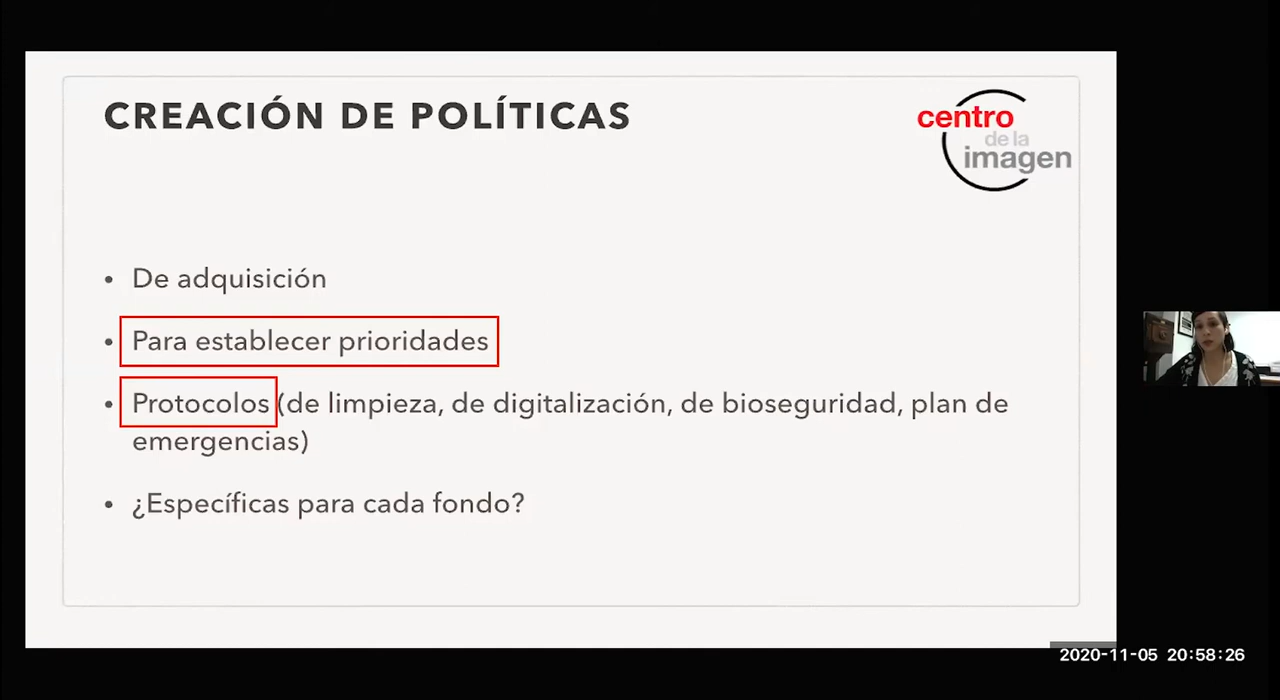 CREACIÓN DE POLÍTICAS
centro
de la
imagen
• De adquisición
• Para establecer prioridades
• Protocolos (de limpieza, de digitalización, de bioseguridad, plan de
emergencias)
• ¿Específicas para cada fondo?
2020-11-05 20:58:26